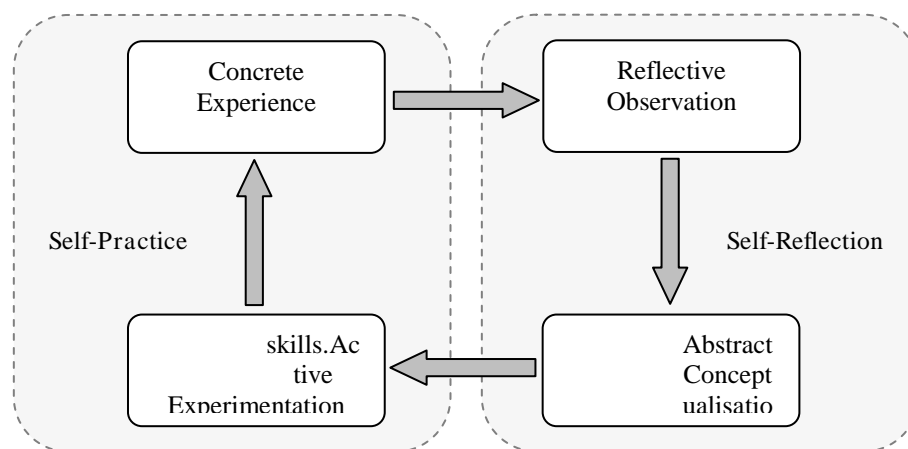 Concrete
Experience
Reflective
Observation
Self-Practice
Self-Reflection
skills.Ac
tive
Experimentation
Abstract
Concept
ualisatio